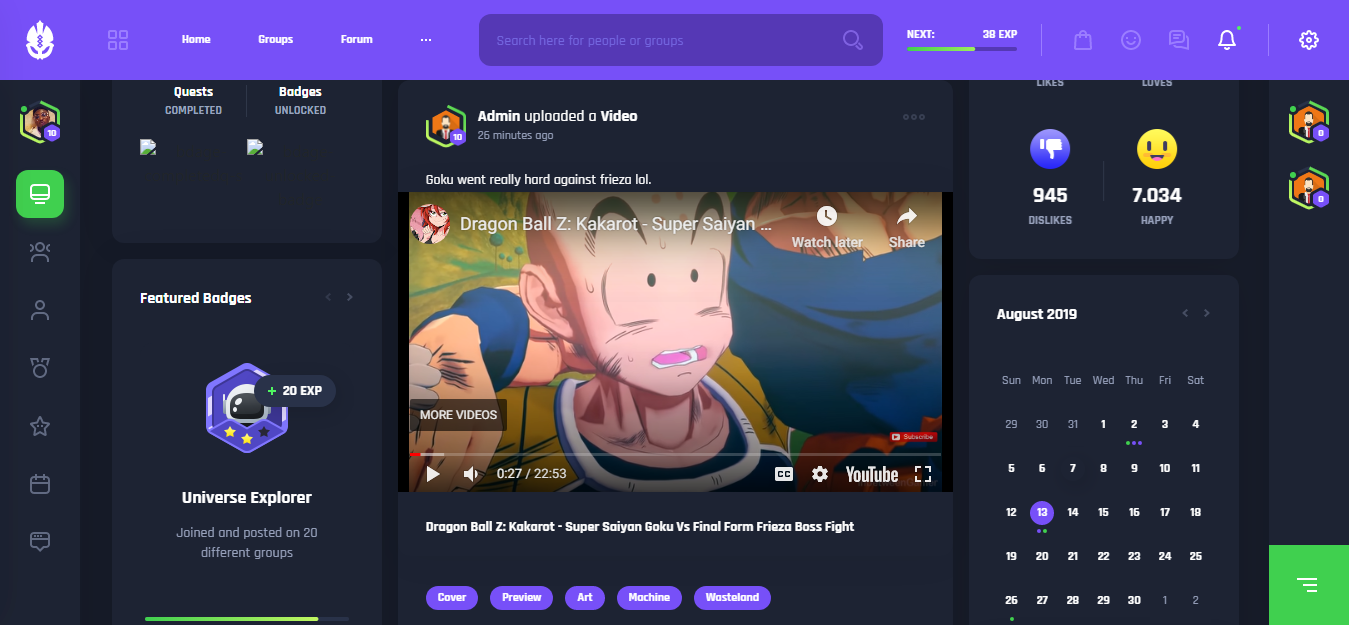 Home
Groups
Forum
...
Search here for people or groups
NEXT:
38 EXP
Quests
COMPLETED
Badges
UNLOCKED
10
Featured Badges
+ 20 EXP
Universe Explorer
Joined and posted on 20
different groups
10
Admin uploaded a Video
26 minutes ago
Goku went really hard against frieza lol.
Dragon Ball Z: Kakarot - Super Saiyan ...
Watch later
Share
MORE VIDEOS
Subscribe
0:27 / 22:53
CC
YouTube
Dragon Ball Z: Kakarot - Super Saiyan Goku Vs Final Form Frieza Boss Fight
Cover
Preview
Art
Machine
Wasteland
LIKES
LOVES
945
DISLIKES
7.034
HAPPY
August 2019
Sun Mon Tue Wed Thu Fri Sat
29 30 31 1 2 3 4
5 6 7 8 9 10 11
12 13 14 15 16 17 18
19 20 21 22 23 24 25
26 27 28 29 30 1 2
0
0